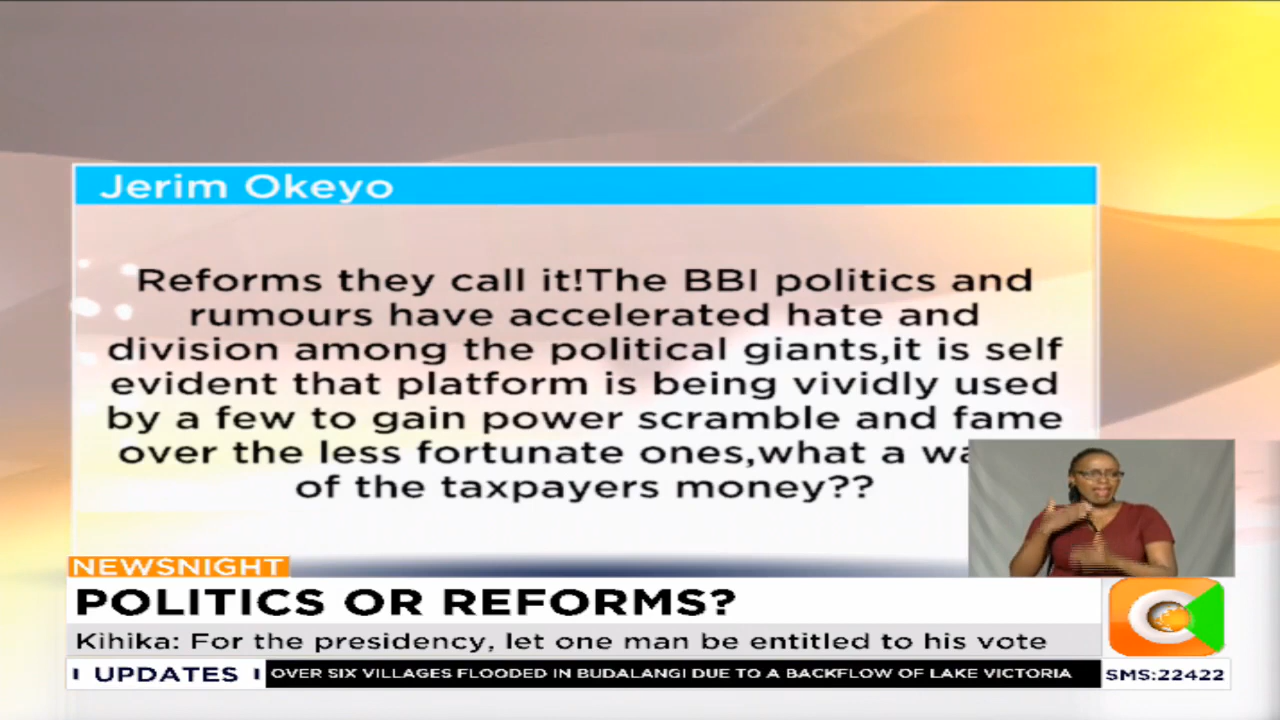 Jerim Okeyo
Reforms they call it!The BBI politics and
rumours have accelerated hate and
division among the political giants,it is self
evident that platform is being vividly used
by a few to gain power scramble and fame
over the less fortunate ones,what a
of the taxpayers money??
NEWSNIGHT
POLITICS OR REFORMS?
Kihika: For the presidency, let one man be entitled to his vote
UPDATES
OVER SIX VILLAGES FLOODED IN BUDALANGI DUE TO A BACKFLOW OF LAKE VICTORIA
SMS:22422